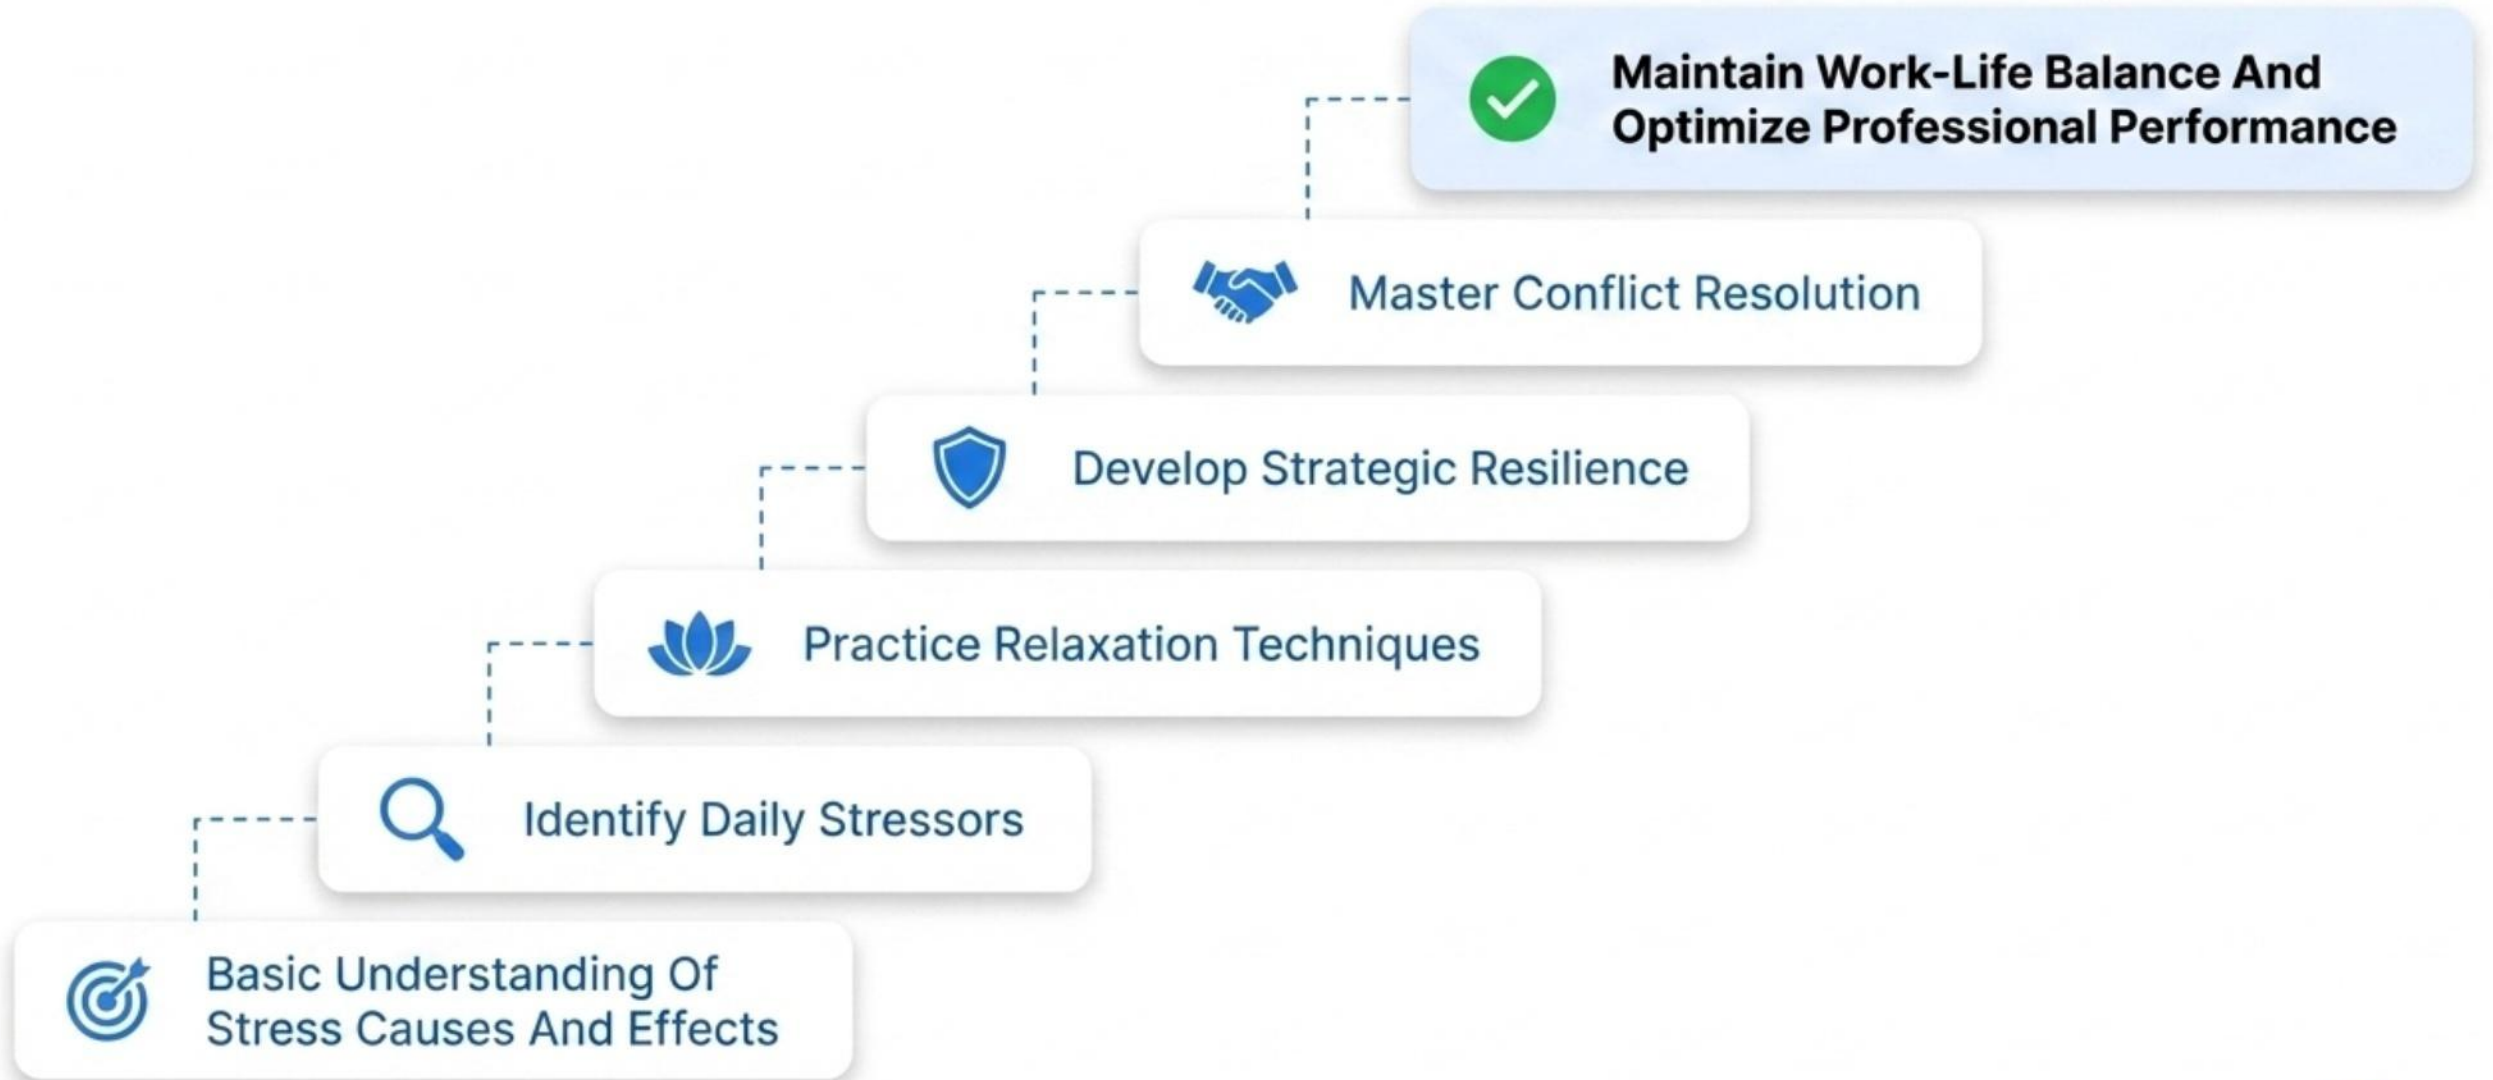 Maintain Work-Life Balance And
Optimize Professional Performance
Master Conflict Resolution
Develop Strategic Resilience
Practice Relaxation Techniques
Identify Daily Stressors
Basic Understanding Of
Stress Causes And Effects